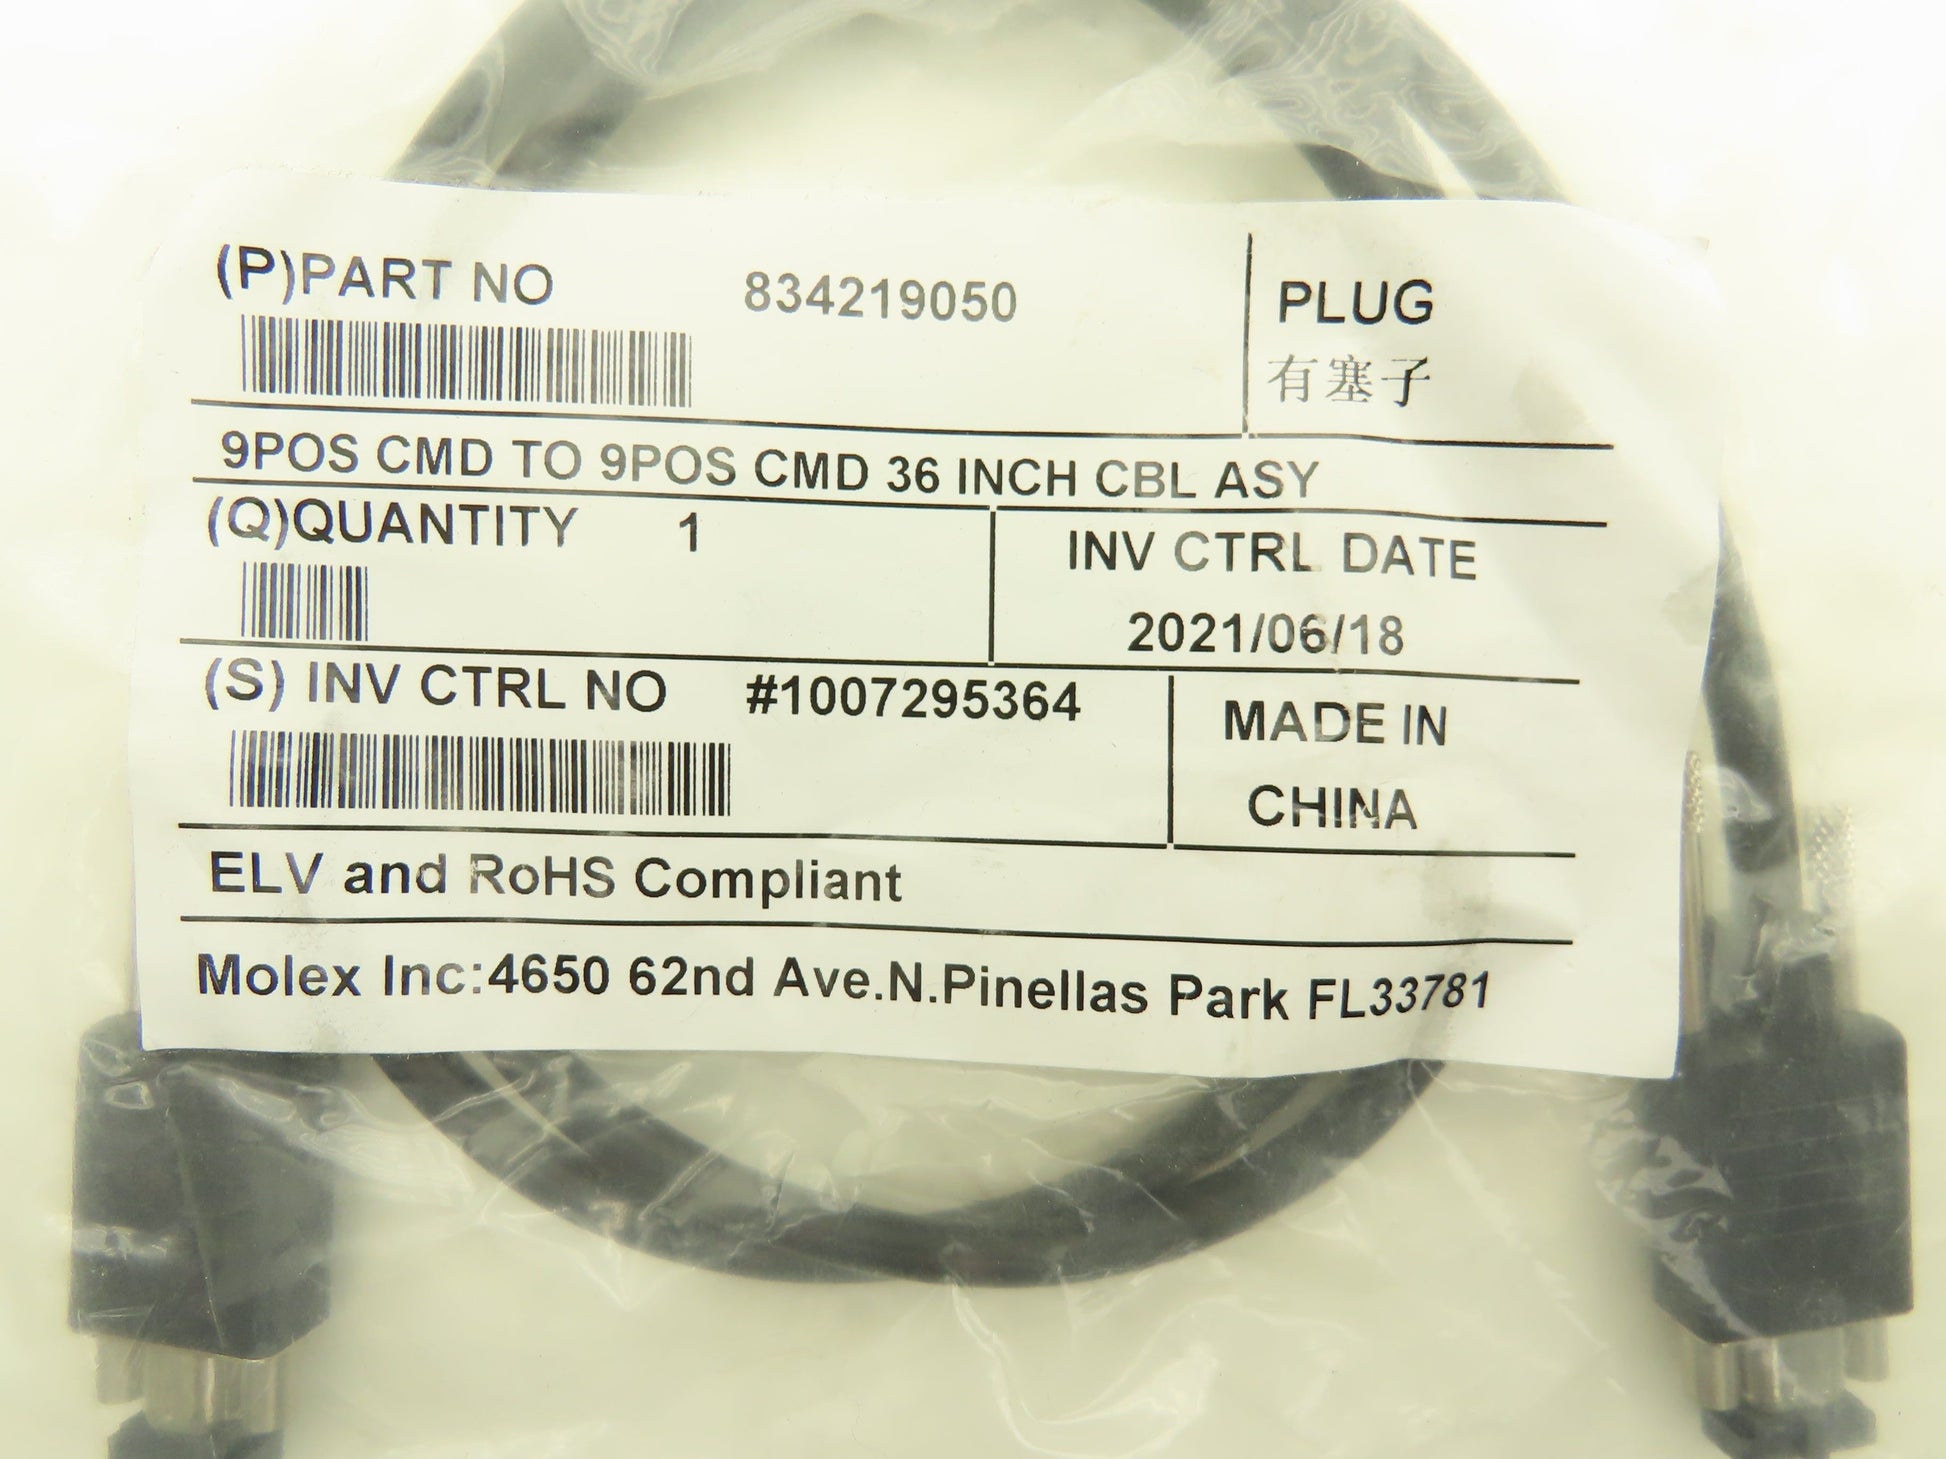 (P)PART NO 834219050
PLUG
有塞子
9POS CMD TO 9POS CMD 36 INCH CBL ASY
(Q)QUANTITY 1
INV CTRL DATE
2021/06/18
(S) INV CTRL NO #1007295364
MADE IN
CHINA
ELV and RoHS Compliant
Molex Inc:4650 62nd Ave.N.Pinellas Park FL33781